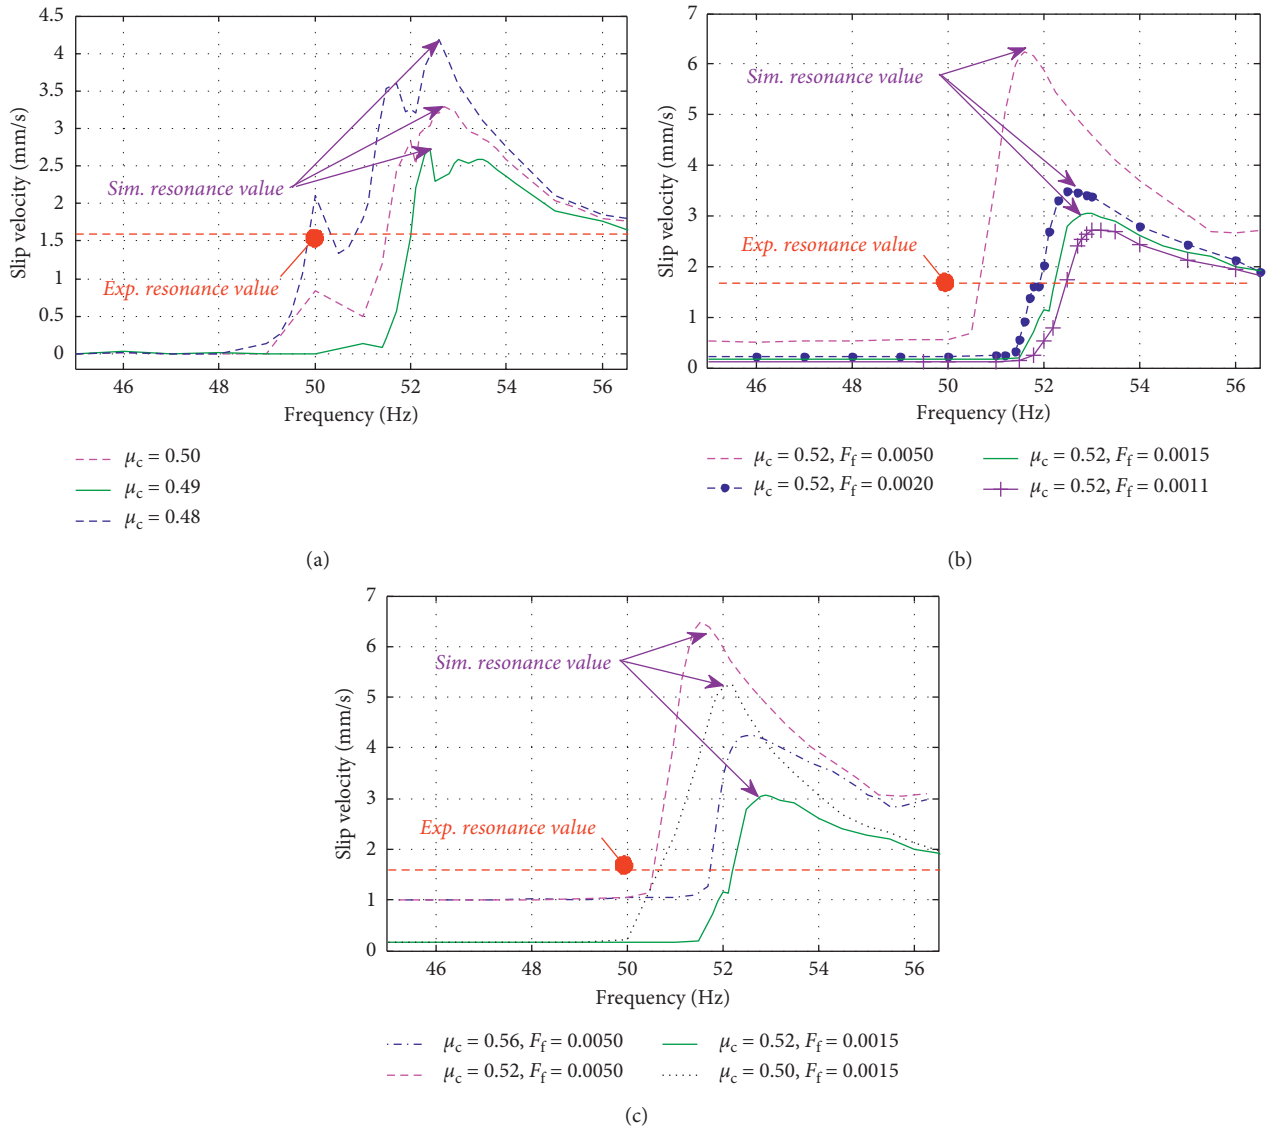 4.5
4
3.5
3
2.5
2
1.5
1
0.5
0
Slip velocity (mm/s)
Sim. resonance value
Exp. resonance value
46 48 50 52 54 56
Frequency (Hz)
μc = 0.50
μc = 0.49
μc = 0.48
(a)
7
6
5
4
3
2
1
0
Slip velocity (mm/s)
Sim. resonance value
Exp. resonance value
46 48 50 52 54 56
Frequency (Hz)
μc = 0.52, Ff = 0.0050
μc = 0.52, Ff = 0.0020
μc = 0.52, Ff = 0.0015
μc = 0.52, Ff = 0.0011
(b)
7
6
5
4
3
2
1
0
Slip velocity (mm/s)
Sim. resonance value
Exp. resonance value
46 48 50 52 54 56
Frequency (Hz)
μc = 0.56, Ff = 0.0050
μc = 0.52, Ff = 0.0050
μc = 0.52, Ff = 0.0015
μc = 0.50, Ff = 0.0015
(c)